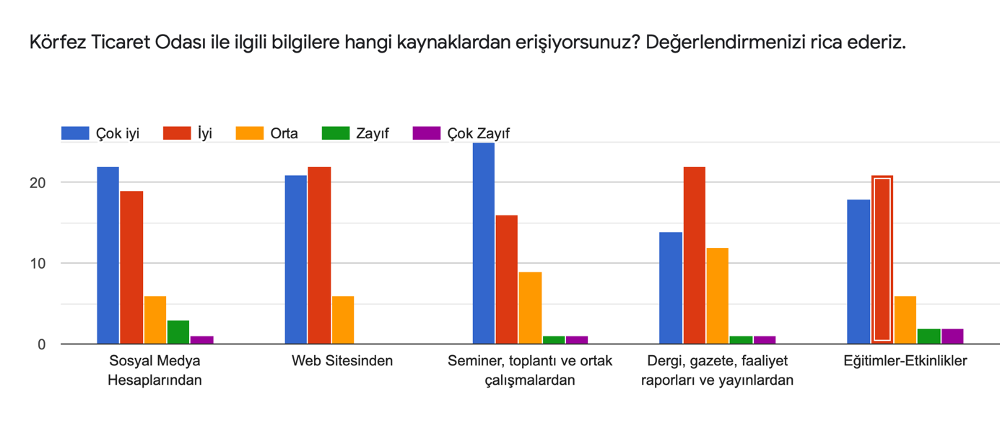 Körfez Ticaret Odası ile ilgili bilgilere hangi kaynaklardan erişiyorsunuz? Değerlendirmenizi rica ederiz.
Çok iyi İyi Orta Zayıf Çok Zayıf
20
10
0
Sosyal Medya Hesaplarından
Web Sitesinden
Seminer, toplantı ve ortak çalışmalardan
Dergi, gazete, faaliyet raporları ve yayınlardan
Eğitimler-Etkinlikler